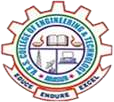 COLLEGE OF ENGINEERING & TECHNOLOGY
EDUCE
ENDURE
EXCEL